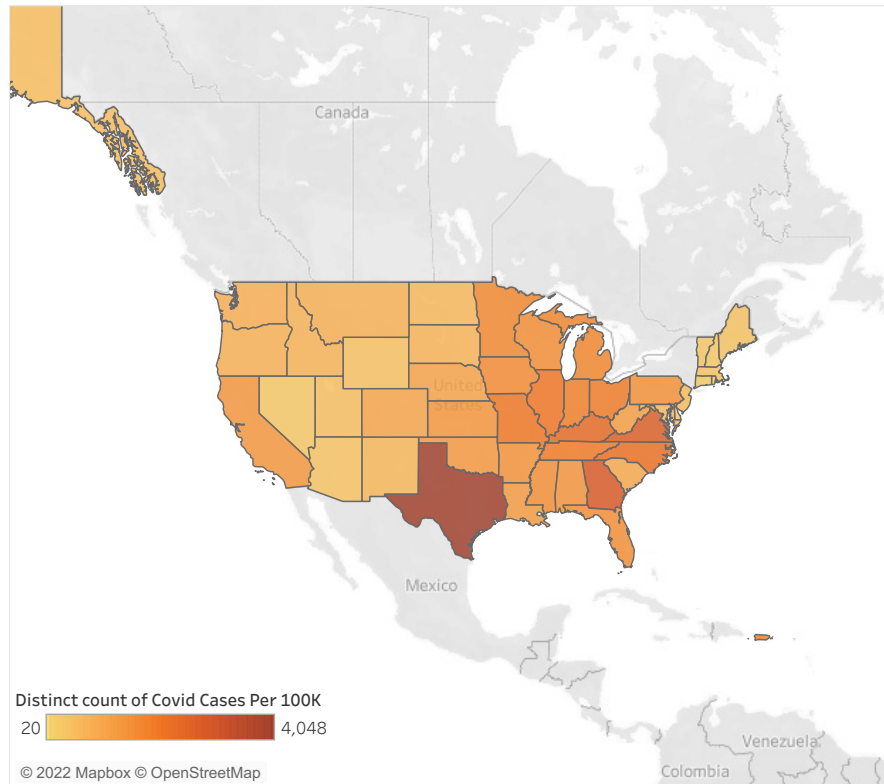 Canada
United
States
Mexico
Venezuela
Colombia
Distinct count of Covid Cases Per 100K
20 4,048
© 2022 Mapbox © OpenStreetMap